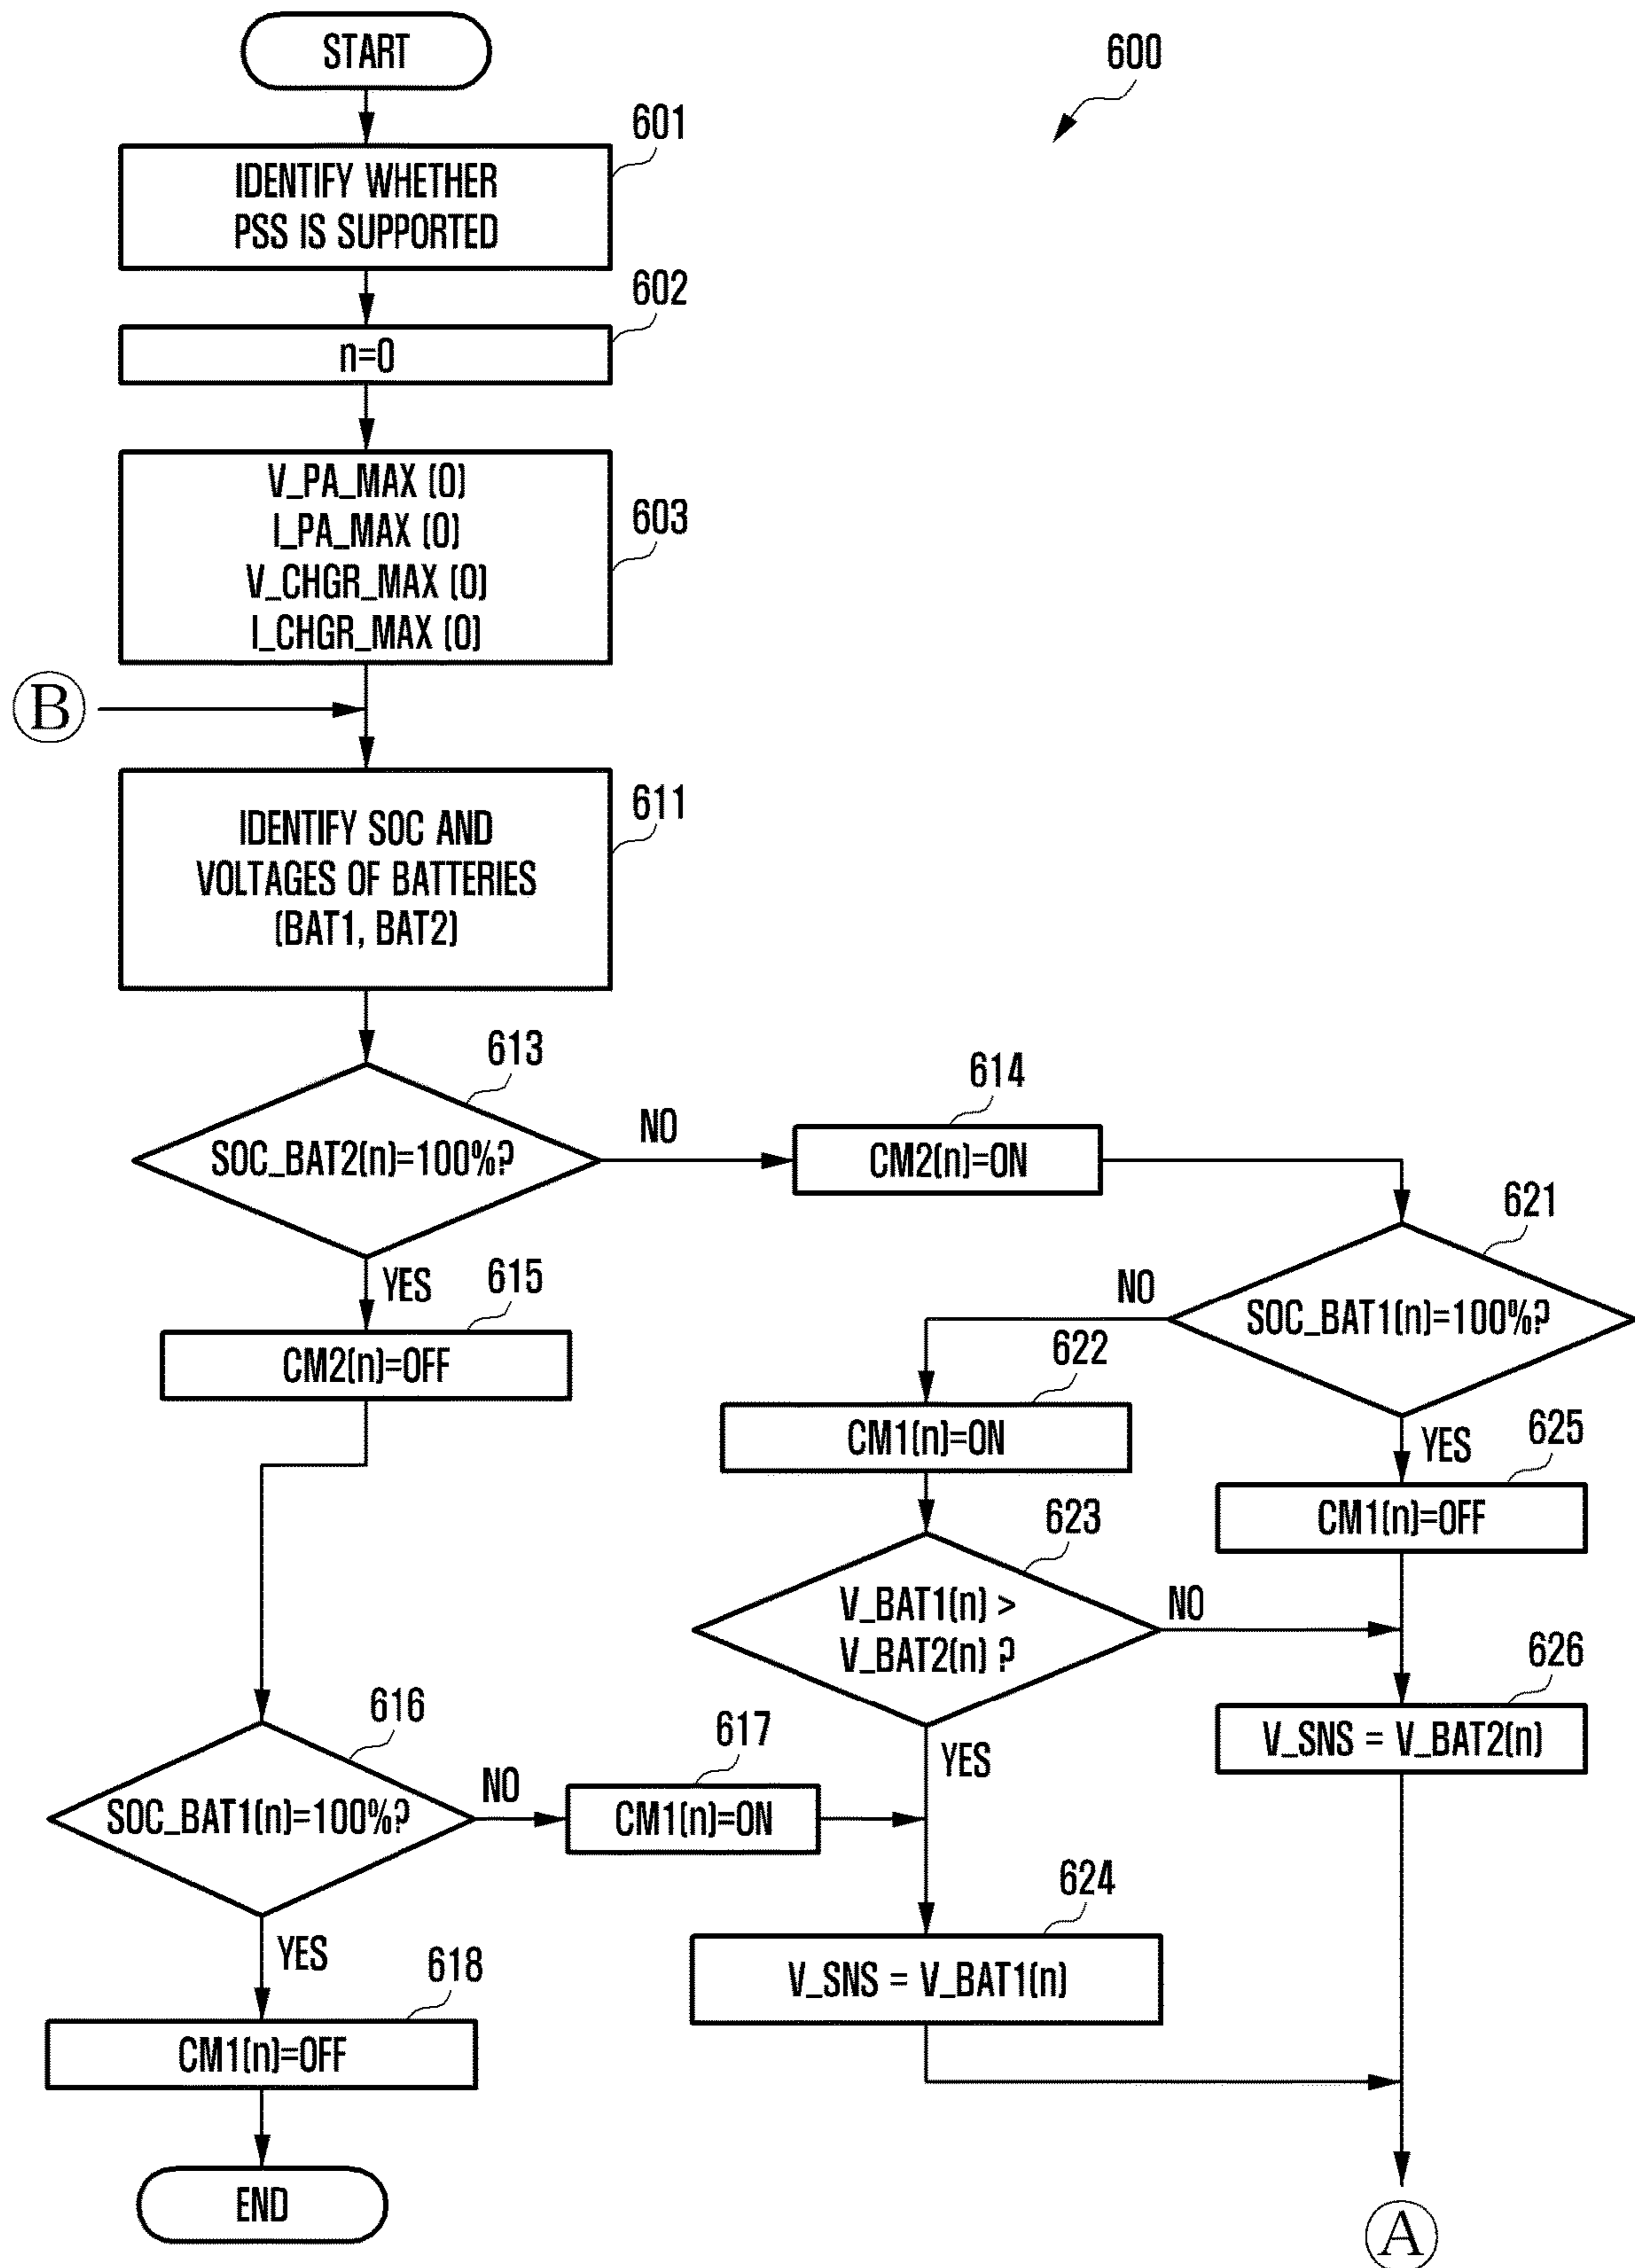 START
600
601
IDENTIFY WHETHER
PSS IS SUPPORTED
602
n=0
V_PA_MAX (0)
I_PA_MAX (0)
603
V_CHGR_MAX (0)
I_CHGR_MAX (0)
B
611
IDENTIFY SOC AND
VOLTAGES OF BATTERIES
(BAT1, BAT2)
613
SOC_BAT2(n)=100%?
NO
614
CM2(n)=ON
YES
615
CM2(n)=OFF
621
SOC_BAT1(n)=100%?
NO
622
CM1(n)=ON
YES
625
CM1(n)=OFF
623
V_BAT1(n) >
V_BAT2(n) ?
NO
626
V_SNS = V_BAT2(n)
YES
616
SOC_BAT1(n)=100%?
NO
617
CM1(n)=ON
624
V_SNS = V_BAT1(n)
YES
618
CM1(n)=OFF
END
A